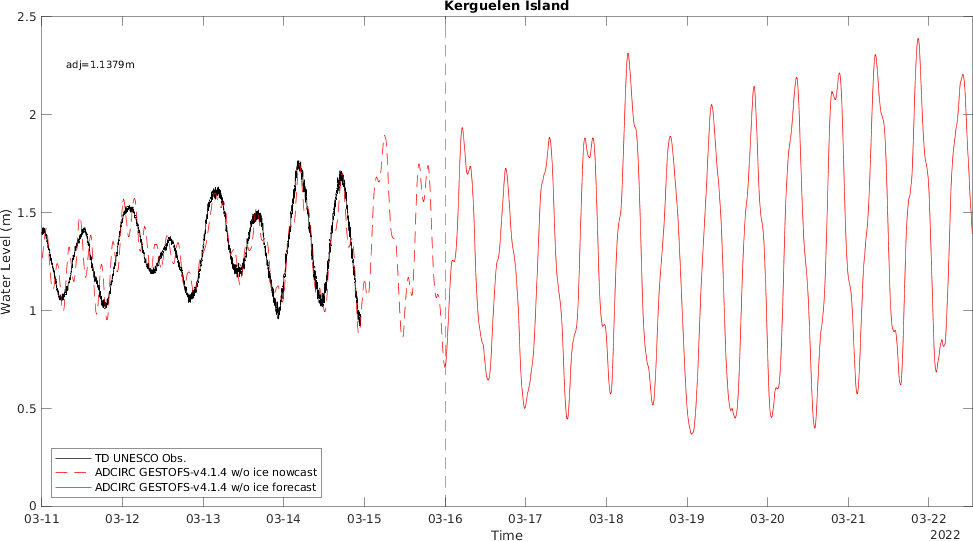 Kerguelen Island
2.5
adj=1.1379m
2
1.5
Water Level (m)
1
0.5
TD UNESCO Obs.
ADCIRC GESTOFS-v4.1.4 w/o ice nowcast
ADCIRC GESTOFS-v4.1.4 w/o ice forecast
0
03-11 03-12 03-13 03-14 03-15 03-16 03-17 03-18 03-19 03-20 03-21 03-22
Time 2022